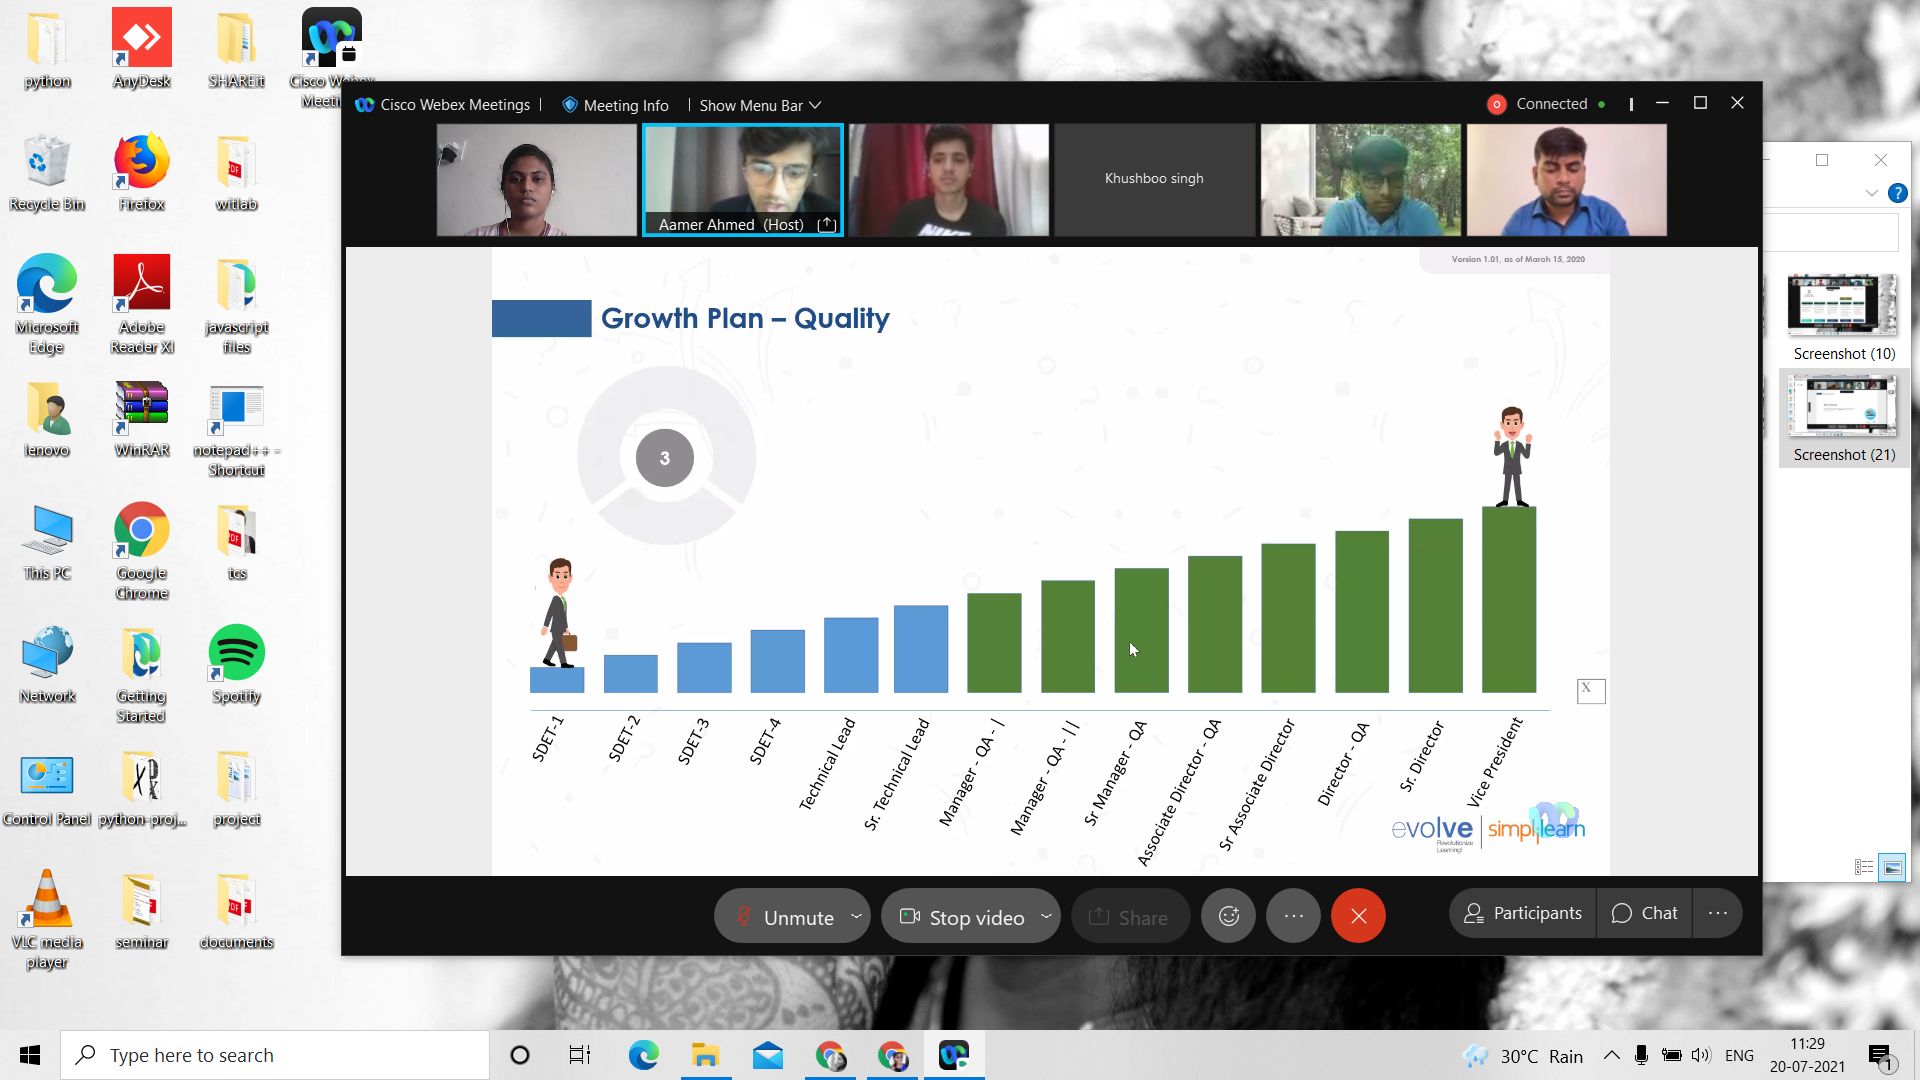 python
AnyDesk
SHAREit
Cisco Webex
Meeti
Recycle Bin
Firefox
witlab
Microsoft
Edge
Adobe
Reader XI
javascript
files
lenovo
WinRAR
notepad++ -
Shortcut
This PC
Google
Chrome
tcs
Network
Getting
Started
Spotify
Control Panel
python-proj...
project
VLC media
player
seminar
documents
Cisco Webex Meetings
Meeting Info
Show Menu Bar
Connected
Aamer Ahmed (Host)
NIKE
Khushboo singh
Version 1.01, as of March 15, 2020
Growth Plan – Quality
3
X
SDET-1
SDET-2
SDET-3
SDET-4
Technical Lead
Sr. Technical Lead
Manager - QA - |
Manager - QA - ||
Sr Manager - QA
Associate Director - QA
Sr Associate Director
Director - QA
Sr. Director
Vice President
evolve
Revolutionize
Learning!
simplilearn
Unmute
Stop video
Share
Participants
Chat
?
Screenshot (10)
Screenshot (21)
Type here to search
30°C Rain
ENG
11:29
20-07-2021
1